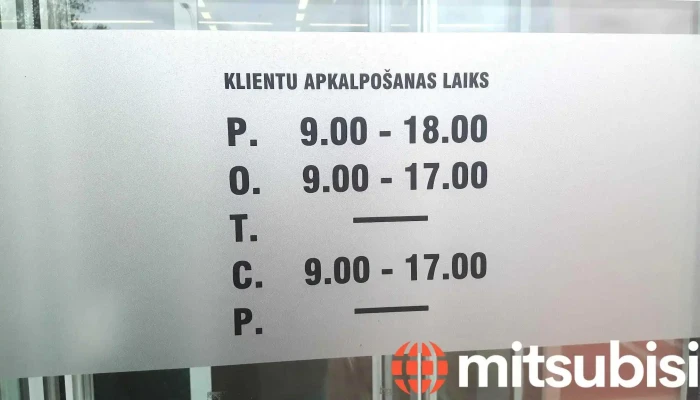 KLIENTU APKALPOŠANAS LAIKS
P. 9.00 - 18.00
O. 9.00 - 17.00
T. —
C. 9.00 - 17.00
P. —
mitsubisi